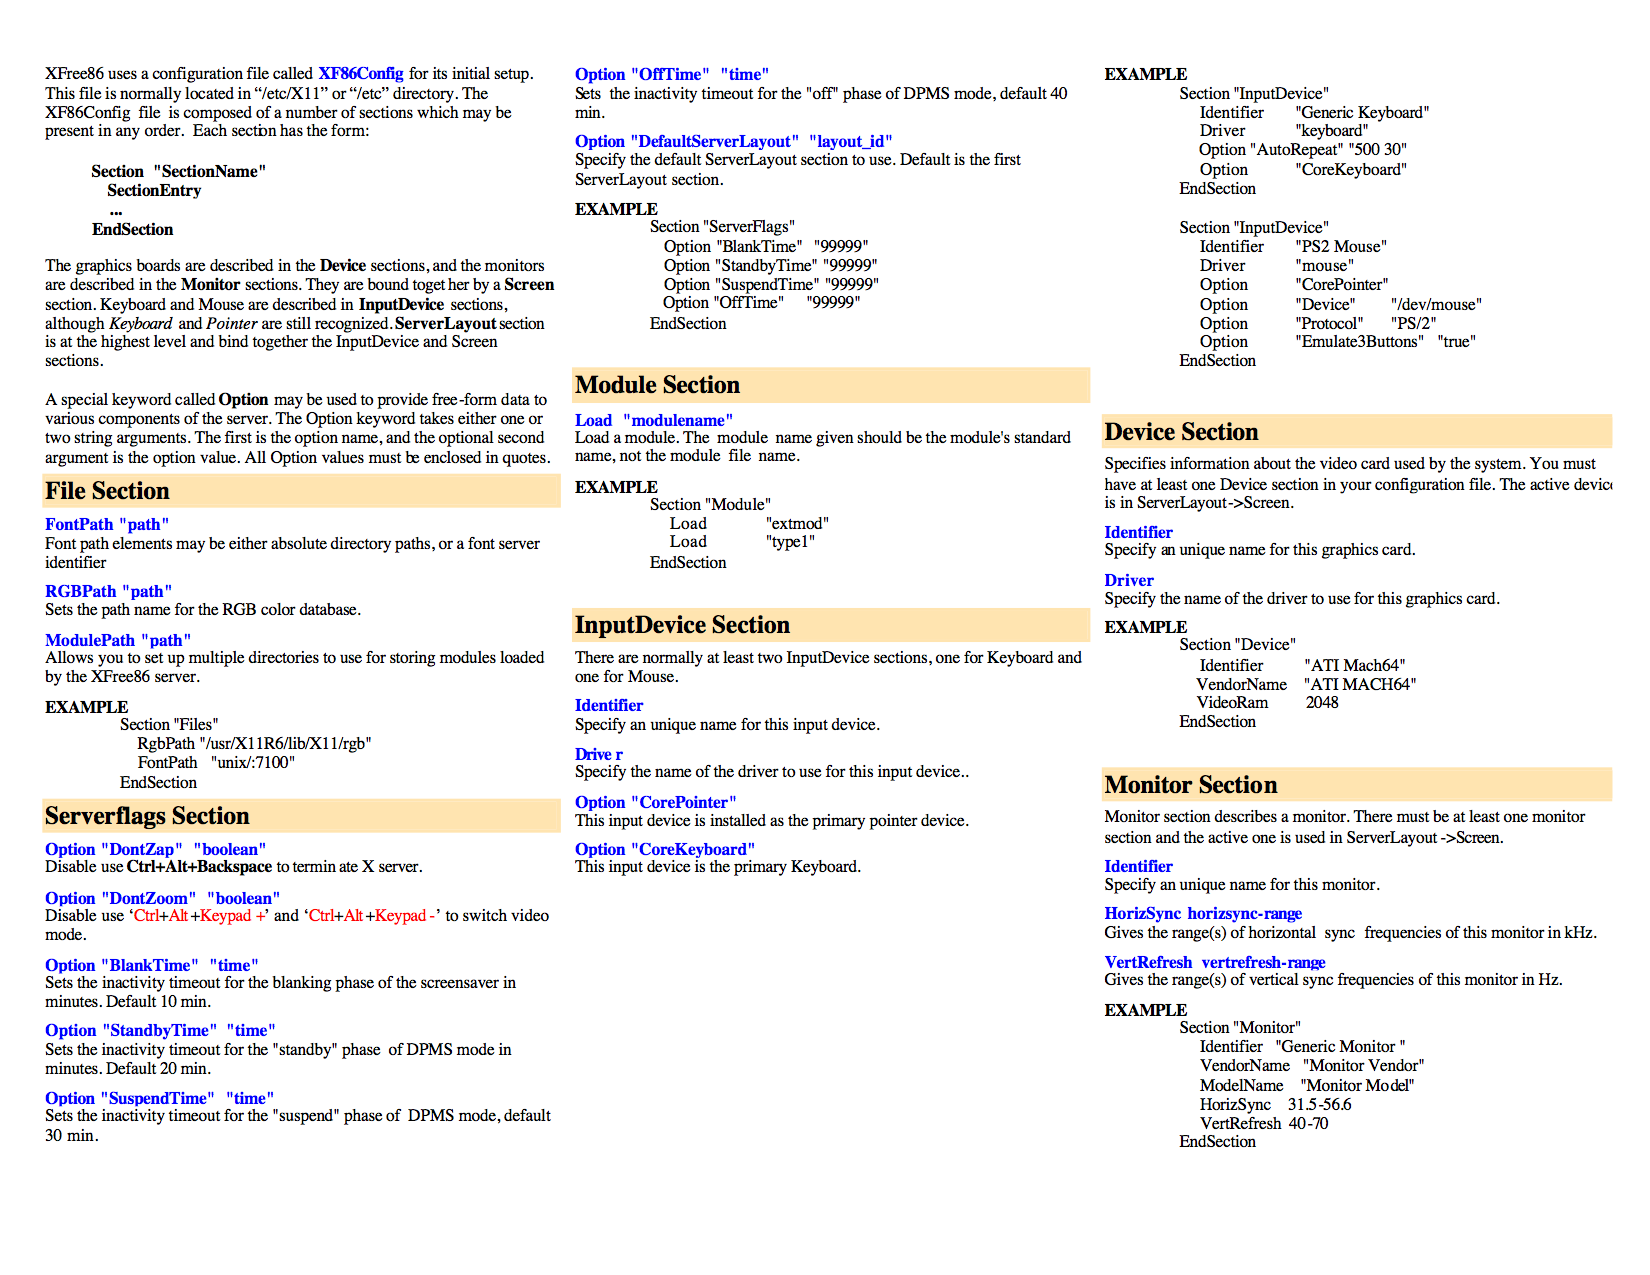 XFree86 uses a configuration file called XF86Config for its initial setup.
This file is normally located in “/etc/X11” or “/etc” directory. The
XF86Config file is composed of a number of sections which may be
present in any order. Each section has the form:
Section "SectionName"
SectionEntry
...
EndSection
The graphics boards are described in the Device sections, and the monitors
are described in the Monitor sections. They are bound toget her by a Screen
section. Keyboard and Mouse are described in InputDevice sections,
although Keyboard and Pointer are still recognized. ServerLayout section
is at the highest level and bind together the InputDevice and Screen
sections.
A special keyword called Option may be used to provide free-form data to
various components of the server. The Option keyword takes either one or
two string arguments. The first is the option name, and the optional second
argument is the option value. All Option values must be enclosed in quotes.
File Section
FontPath "path"
Font path elements may be either absolute directory paths, or a font server
identifier
RGBPath "path"
Sets the path name for the RGB color database.
ModulePath "path"
Allows you to set up multiple directories to use for storing modules loaded
by the XFree86 server.
EXAMPLE
Section "Files"
RgbPath "/usr/X11R6/lib/X11/rgb"
FontPath "unix/:7100"
EndSection
Serverflags Section
Option "DontZap" "boolean"
Disable use Ctrl+Alt+Backspace to termin ate X server.
Option "DontZoom" "boolean"
Disable use ‘Ctrl+Alt+Keypad +’ and ‘Ctrl+Alt+Keypad -’ to switch video
mode.
Option "BlankTime" "time"
Sets the inactivity timeout for the blanking phase of the screensaver in
minutes. Default 10 min.
Option "StandbyTime" "time"
Sets the inactivity timeout for the "standby" phase of DPMS mode in
minutes. Default 20 min.
Option "SuspendTime" "time"
Sets the inactivity timeout for the "suspend" phase of DPMS mode, default
30 min.
Option "OffTime" "time"
Sets the inactivity timeout for the "off" phase of DPMS mode, default 40
min.
Option "DefaultServerLayout" "layout_id"
Specify the default ServerLayout section to use. Default is the first
ServerLayout section.
EXAMPLE
Section "ServerFlags"
Option "BlankTime" "99999"
Option "StandbyTime" "99999"
Option "SuspendTime" "99999"
Option "OffTime" "99999"
EndSection
Module Section
Load "modulename"
Load a module. The module name given should be the module's standard
name, not the module file name.
EXAMPLE
Section "Module"
Load "extmod"
Load "type1"
EndSection
InputDevice Section
There are normally at least two InputDevice sections, one for Keyboard and
one for Mouse.
Identifier
Specify an unique name for this input device.
Drive r
Specify the name of the driver to use for this input device..
Option "CorePointer"
This input device is installed as the primary pointer device.
Option "CoreKeyboard"
This input device is the primary Keyboard.
EXAMPLE
Section "InputDevice"
Identifier "Generic Keyboard"
Driver "keyboard"
Option "AutoRepeat" "500 30"
Option "CoreKeyboard"
EndSection
Section "InputDevice"
Identifier "PS2 Mouse"
Driver "mouse"
Option "CorePointer"
Option "Device" "/dev/mouse"
Option "Protocol" "PS/2"
Option "Emulate3Buttons" "true"
EndSection
Device Section
Specifies information about the video card used by the system. You must
have at least one Device section in your configuration file. The active device
is in ServerLayout->Screen.
Identifier
Specify an unique name for this graphics card.
Driver
Specify the name of the driver to use for this graphics card.
EXAMPLE
Section "Device"
Identifier "ATI Mach64"
VendorName "ATI MACH64"
VideoRam 2048
EndSection
Monitor Section
Monitor section describes a monitor. There must be at least one monitor
section and the active one is used in ServerLayout->Screen.
Identifier
Specify an unique name for this monitor.
HorizSync horizsync-range
Gives the range(s) of horizontal sync frequencies of this monitor in kHz.
VertRefresh vertrefresh-range
Gives the range(s) of vertical sync frequencies of this monitor in Hz.
EXAMPLE
Section "Monitor"
Identifier "Generic Monitor "
VendorName "Monitor Vendor"
ModelName "Monitor Model"
HorizSync 31.5-56.6
VertRefresh 40-70
EndSection